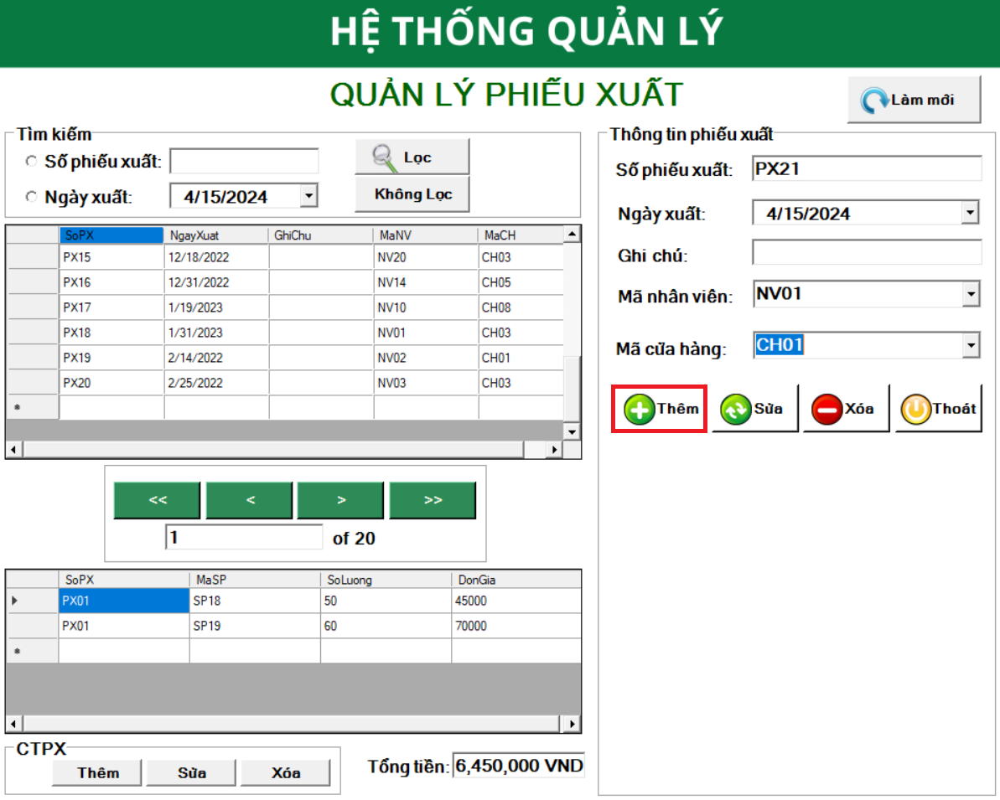 HỆ THỐNG QUẢN LÝ
QUẢN LÝ PHIẾU XUẤT
Làm mới
Tìm kiếm
Số phiếu xuất:
Lọc
Ngày xuất: 4/15/2024
Không Lọc
SoPX NgayXuat GhiChu MaNV MaCH
PX15 12/18/2022 NV20 CH03
PX16 12/31/2022 NV14 CH05
PX17 1/19/2023 NV10 CH08
PX18 1/31/2023 NV01 CH03
PX19 2/14/2022 NV02 CH01
PX20 2/25/2022 NV03 CH03
*
<< < > >>
1 of 20
SoPX MaSP SoLuong DonGia
PX01 SP18 50 45000
PX01 SP19 60 70000
*
CTPX
Thêm Sửa Xóa
Tổng tiền: 6,450,000 VND
Thông tin phiếu xuất
Số phiếu xuất: PX21
Ngày xuất: 4/15/2024
Ghi chú:
Mã nhân viên: NV01
Mã cửa hàng: CH01
Thêm Sửa Xóa Thoát